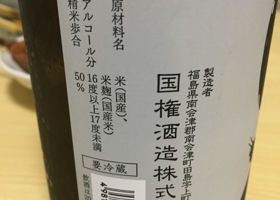 製造者
福島県南会津郡南会津町田島字上町
国権酒造株式
原材料名
米(国産)、
米麹(国産米)
アルコール分
16度以上17度未満
精米歩合
50%
要冷蔵